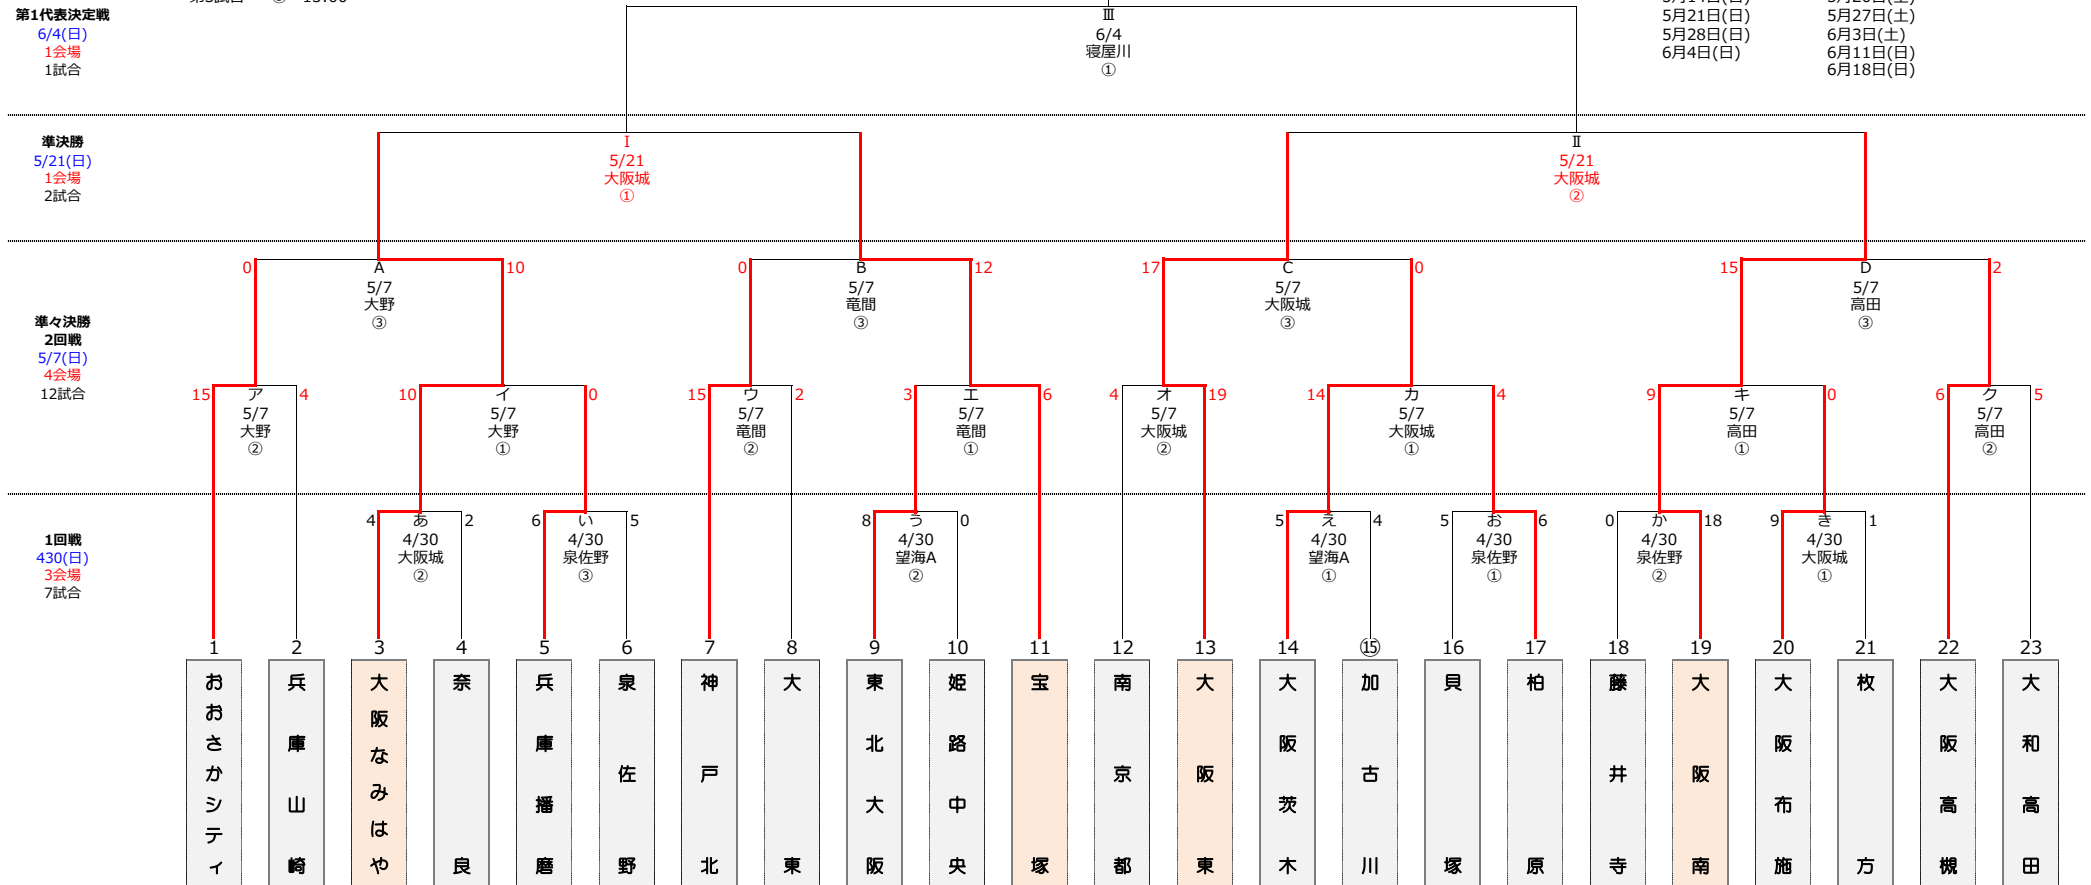 第1代表決定戦
6/4(日)
1会場
1試合
Ⅲ
6/4
寝屋川
①
5月21日(日) 5月27日(土)
5月28日(日) 6月3日(土)
6月4日(日) 6月11日(日)
6月18日(日)
準決勝
5/21(日)
1会場
2試合
Ⅰ
5/21
大阪城
①
Ⅱ
5/21
大阪城
②
準々決勝
2回戦
5/7(日)
4会場
12試合
0 A 10
5/7
大野
③
0 B 12
5/7
竜間
③
17 C 0
5/7
大阪城
③
15 D 2
5/7
高田
③
15 ア 4
5/7
大野
②
10 イ 0
5/7
大野
①
15 ウ 2
5/7
竜間
②
3 エ 6
5/7
竜間
①
4 オ 19
5/7
大阪城
②
14 カ 4
5/7
大阪城
①
9 キ 0
5/7
高田
①
6 ク 5
5/7
高田
②
1回戦
430(日)
3会場
7試合
4 あ 2
4/30
大阪城
②
6 い 5
4/30
泉佐野
③
8 う 0
4/30
望海A
②
5 え 4
4/30
望海A
①
5 お 6
4/30
泉佐野
①
0 か 18
4/30
泉佐野
②
9 き 1
4/30
大阪城
①
1 2 3 4 5 6 7 8 9 10 11 12 13 14 ⑮ 16 17 18 19 20 21 22 23
おおさかシティ
兵庫山崎
大阪なみはや
奈良
兵庫播磨
泉佐野
神戸北
大東
東北大阪
姫路中央
宝塚
南京都
大阪東
大阪茨木
加古川
貝塚
柏原
藤井寺
大阪南
大阪布施
枚方
大阪高槻
大和高田